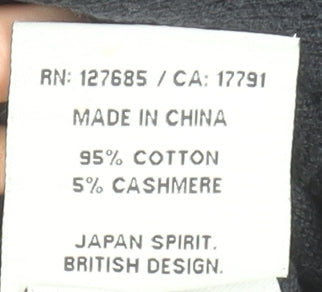 RN: 127685 / CA: 17791
MADE IN CHINA
95% COTTON
5% CASHMERE
JAPAN SPIRIT.
BRITISH DESIGN.